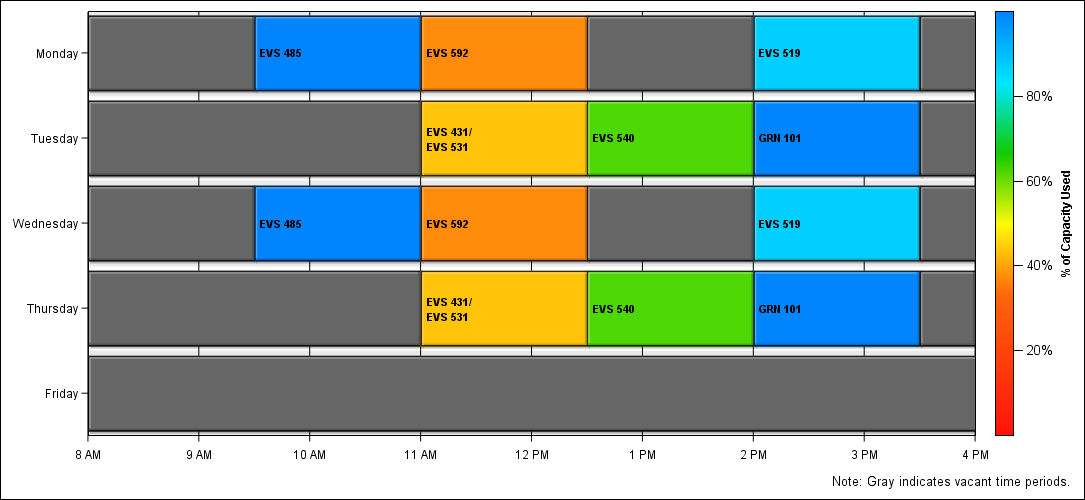 Monday
EVS 485
EVS 592
EVS 519
Tuesday
EVS 431/
EVS 531
EVS 540
GRN 101
Wednesday
EVS 485
EVS 592
EVS 519
Thursday
EVS 431/
EVS 531
EVS 540
GRN 101
Friday
8 AM
9 AM
10 AM
11 AM
12 PM
1 PM
2 PM
3 PM
4 PM
80%
60%
40%
20%
% of Capacity Used
Note: Gray indicates vacant time periods.